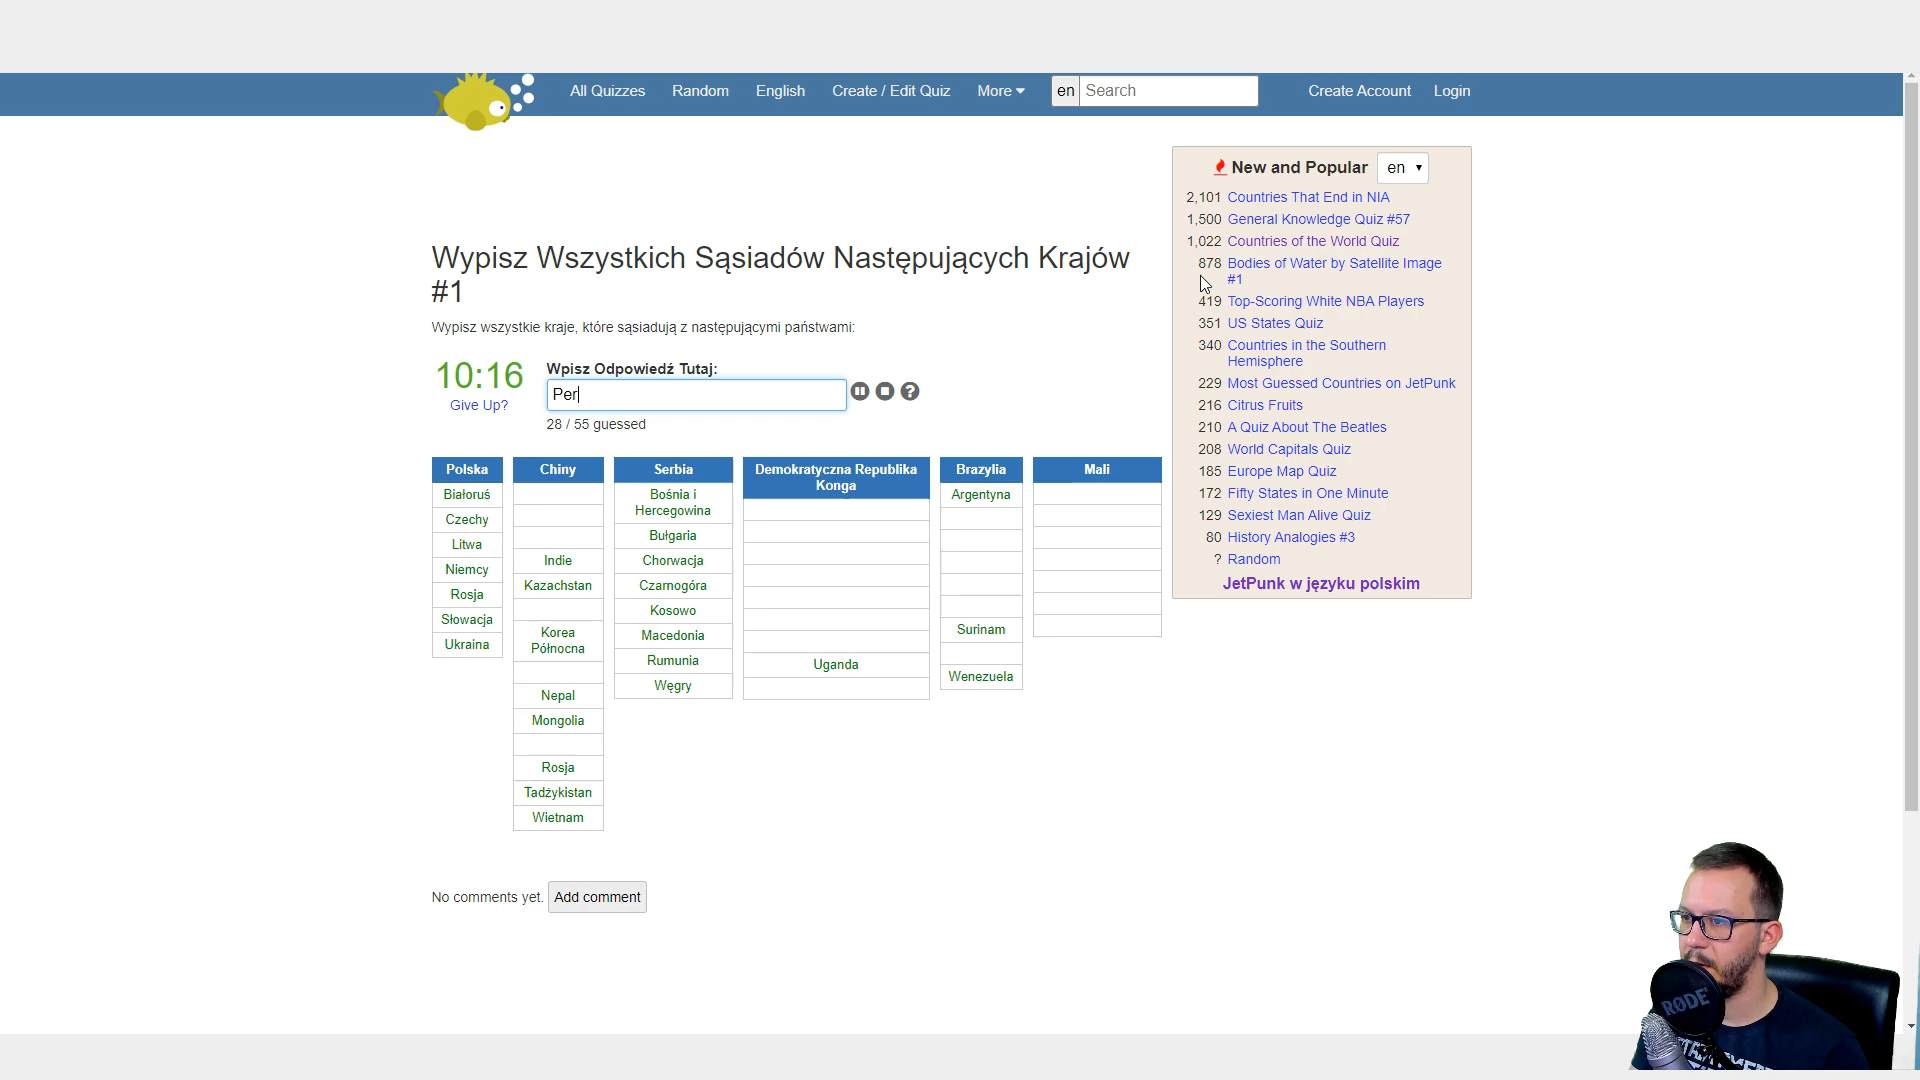 All Quizzes Random English Create / Edit Quiz More en Search Create Account Login
New and Popular en
2,101 Countries That End in NIA
1,500 General Knowledge Quiz #57
1,022 Countries of the World Quiz
878 Bodies of Water by Satellite Image
#1
419 Top-Scoring White NBA Players
351 US States Quiz
340 Countries in the Southern
Hemisphere
229 Most Guessed Countries on JetPunk
216 Citrus Fruits
210 A Quiz About The Beatles
208 World Capitals Quiz
185 Europe Map Quiz
172 Fifty States in One Minute
129 Sexiest Man Alive Quiz
80 History Analogies #3
? Random
JetPunk w języku polskim
Wypisz Wszystkich Sąsiadów Następujących Krajów
#1
Wypisz wszystkie kraje, które sąsiadują z następującymi państwami:
10:16
Give Up?
Wpisz Odpowiedź Tutaj:
Per
28 / 55 guessed
Polska
Białoruś
Czechy
Litwa
Niemcy
Rosja
Słowacja
Ukraina
Chiny
Indie
Kazachstan
Korea
Północna
Nepal
Mongolia
Rosja
Tadżykistan
Wietnam
Serbia
Bośnia i
Hercegowina
Bułgaria
Chorwacja
Czarnogóra
Kosowo
Macedonia
Rumunia
Węgry
Demokratyczna Republika
Konga
Uganda
Brazylia
Argentyna
Surinam
Wenezuela
Mali
No comments yet. Add comment
RØDE